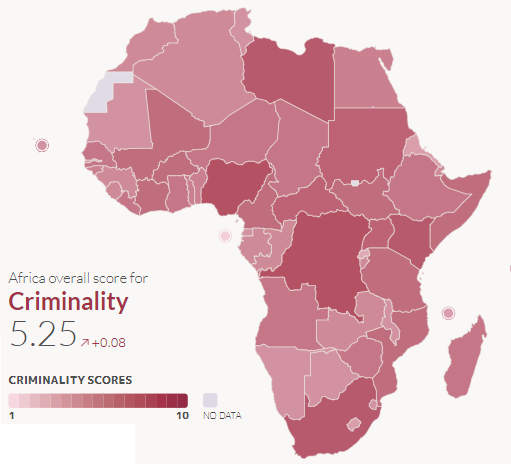 Africa overall score for
Criminality
5.25 ↗+0.08
CRIMINALITY SCORES
1 10 NO DATA